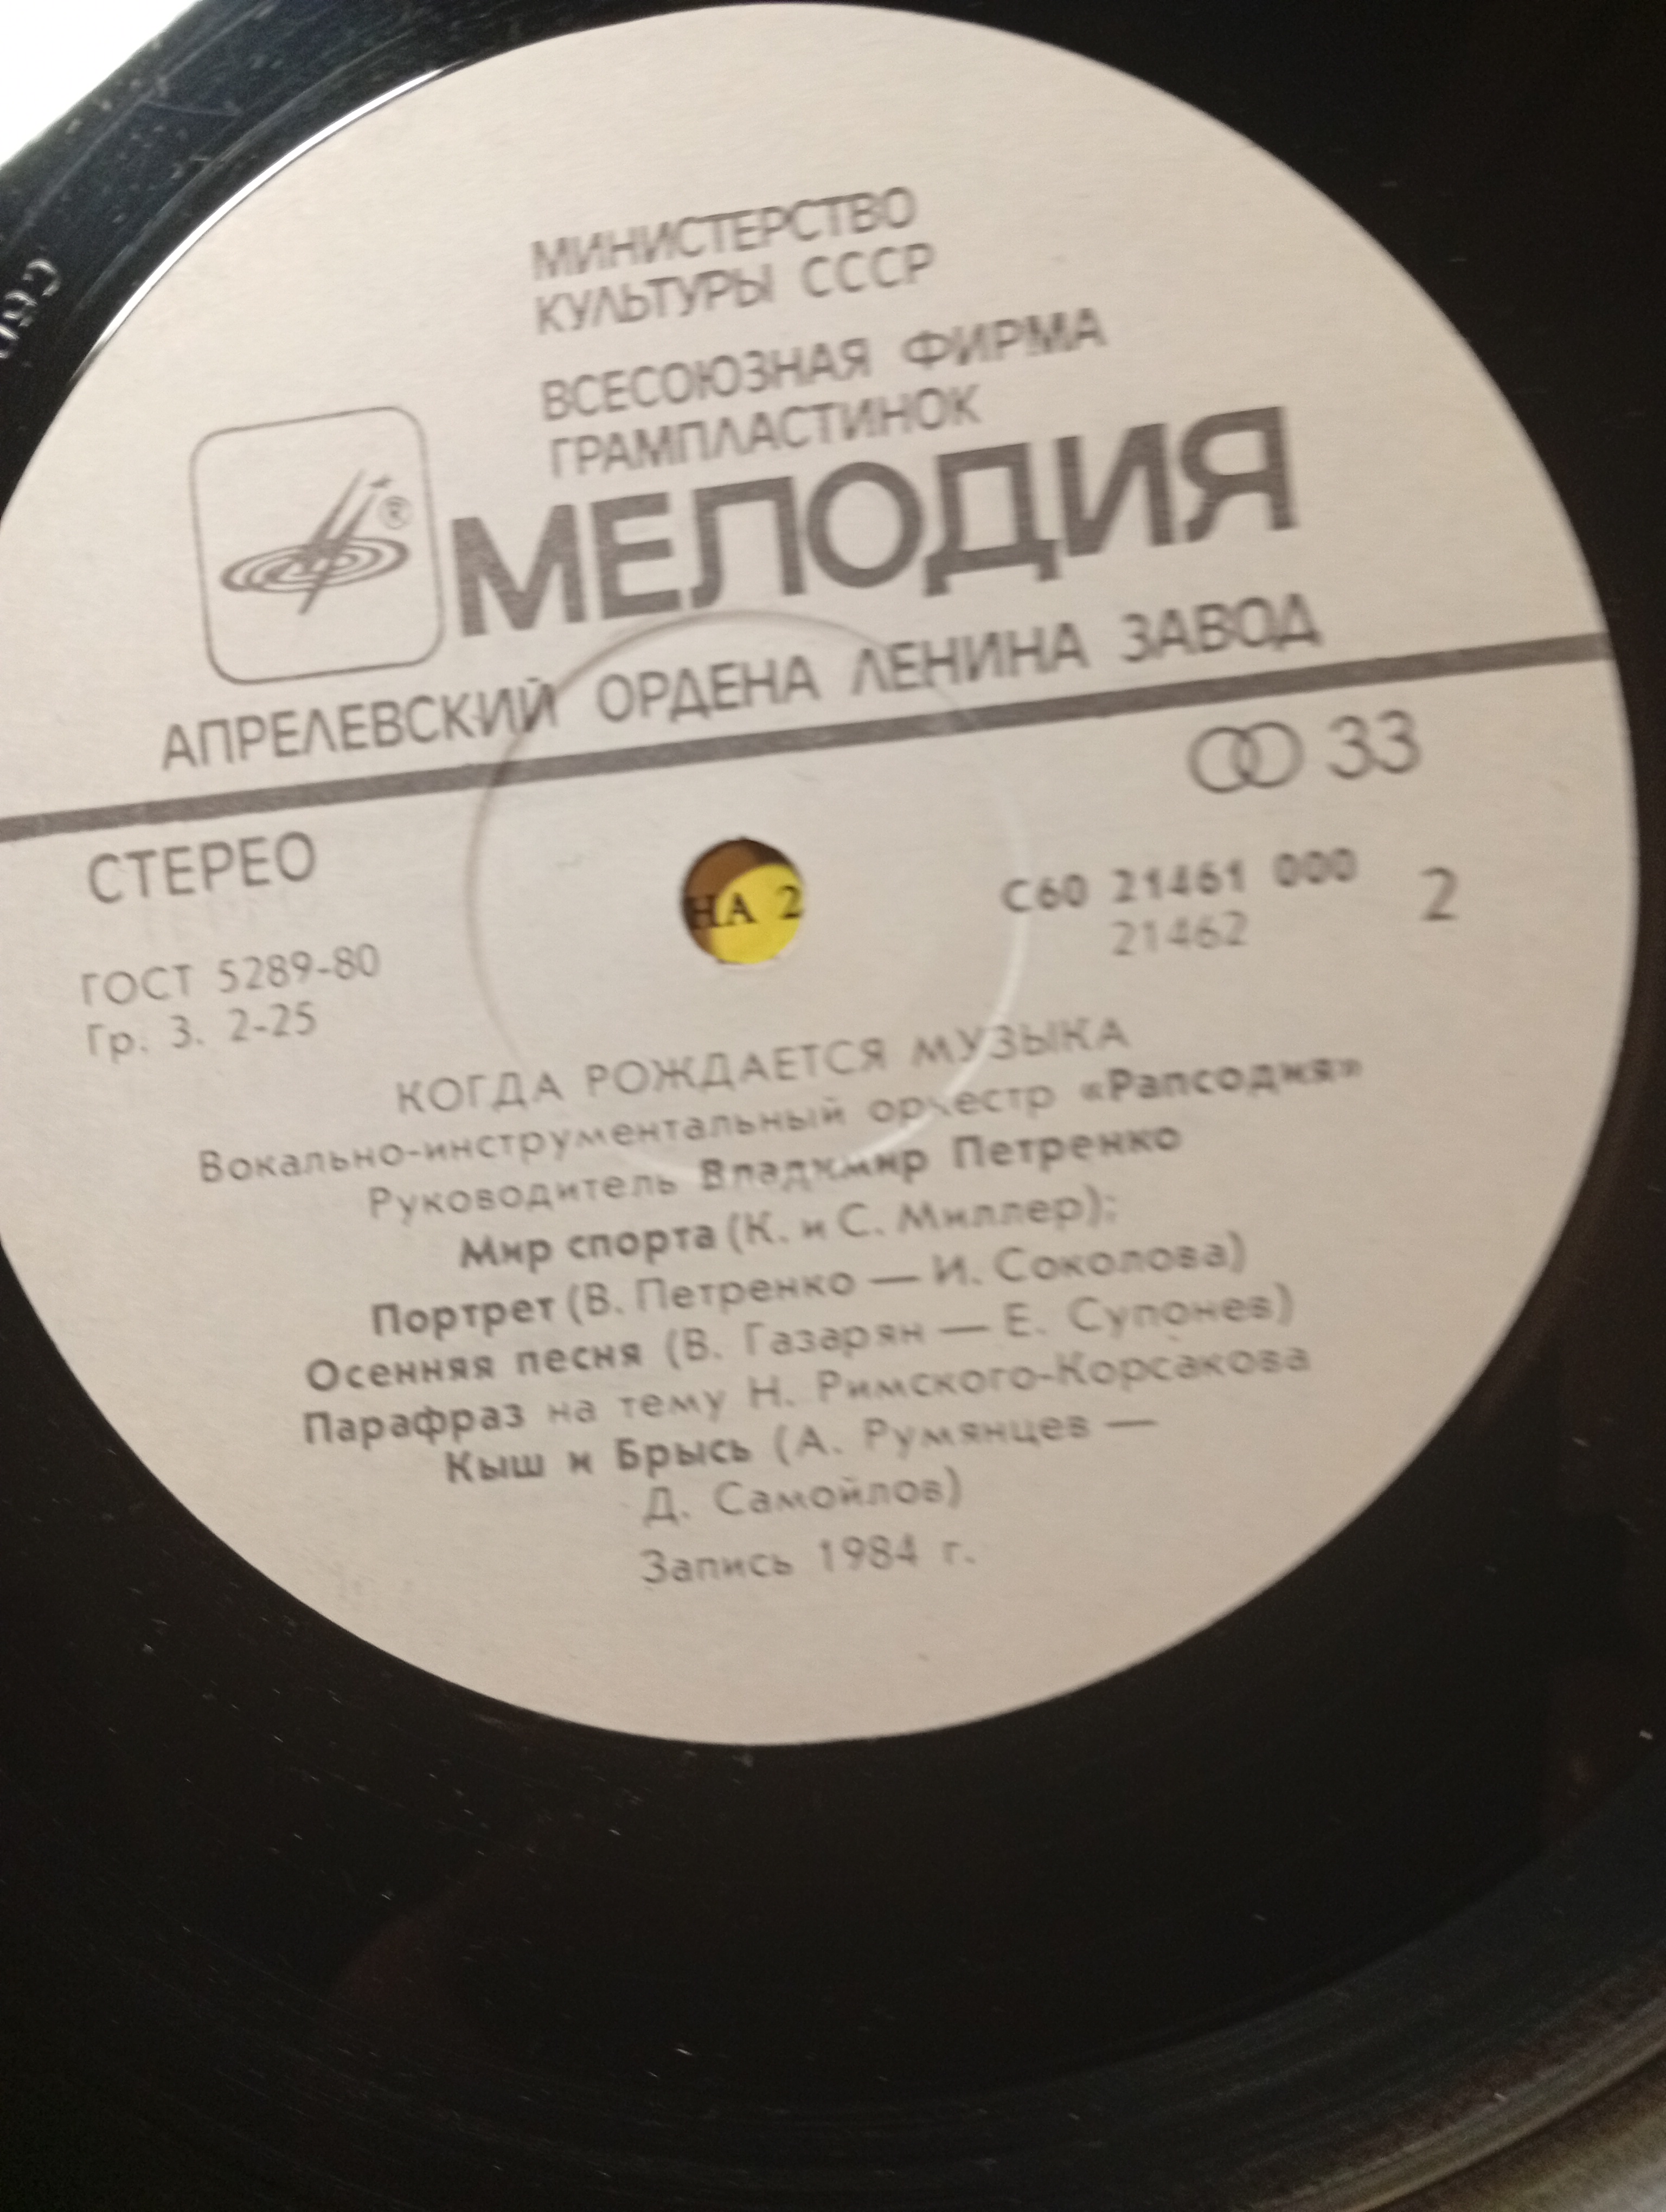 МИНИСТЕРСТВО
КУЛЬТУРЫ СССР
ВСЕСОЮЗНАЯ ФИРМА
ГРАМПЛАСТИНОК
®
МЕЛОДИЯ
АПРЕЛЕВСКИЙ ОРДЕНА ЛЕНИНА ЗАВОД
33
СТЕРЕО
С60 21461 000
21462
2
НА 2
ГОСТ 5289-80
Гр. 3. 2-25
КОГДА РОЖДАЕТСЯ МУЗЫКА
Вокально-инструментальный оркестр «Рапсодия»
Руководитель Владимир Петренко
Мир спорта (К. и С. Миллер);
Портрет (В. Петренко — И. Соколова)
Осенняя песня (В. Газарян — Е. Супонев)
Парафраз на тему Н. Римского-Корсакова
Кыш и Брысь (А. Румянцев —
Д. Самойлов)
Запись 1984 г.